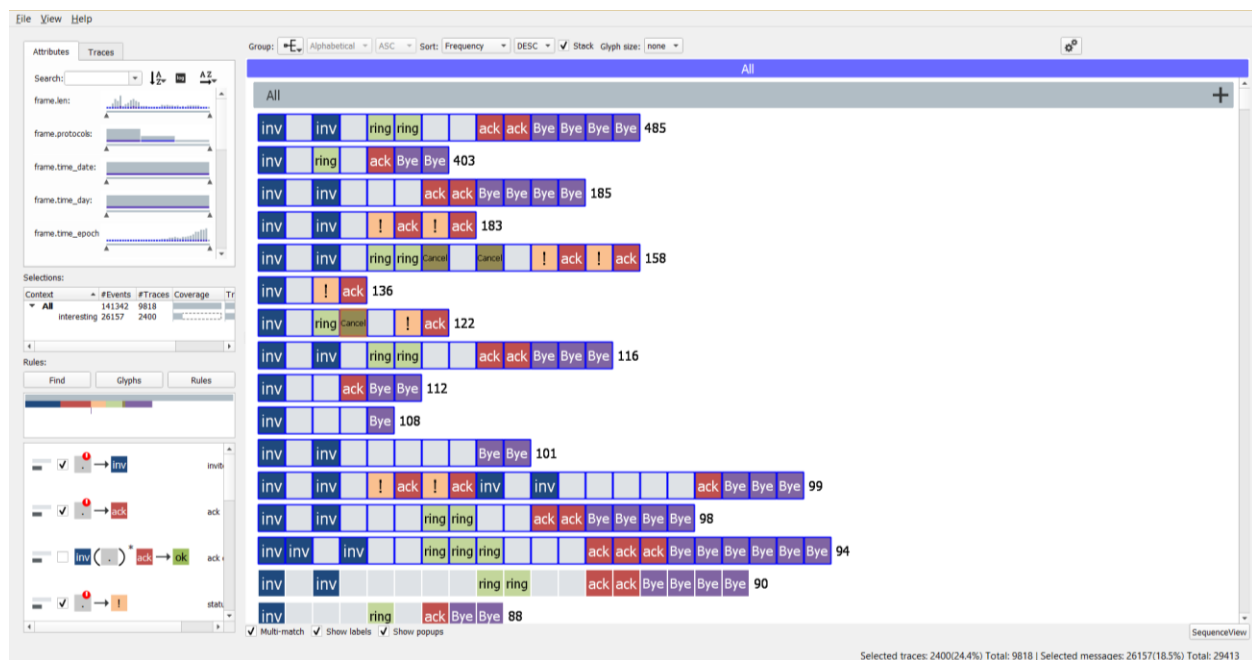 File View Help
Attributes Traces
Group: Alphabetical ASC Sort: Frequency DESC Stack Glyph size: none
Search:
frame.len:
frame.protocols:
frame.time_date:
frame.time_day:
frame.time_epoch
Selections:
Context #Events #Traces Coverage Tr
All 141342 9818
interesting 26157 2400
Rules:
Find Glyphs Rules
. → inv invit
. → ack ack
inv ( . ) * ack → ok ack
. → ! statu
All
All +
inv inv ring ring ack ack Bye Bye Bye Bye 485
inv ring ack Bye Bye 403
inv inv ack ack Bye Bye Bye Bye 185
inv inv ! ack ! ack 183
inv inv ring ring Cancel Cancel ! ack ! ack 158
inv ! ack 136
inv ring Cancel ! ack 122
inv inv ring ring ack ack Bye Bye Bye 116
inv ack Bye Bye 112
inv Bye 108
inv inv Bye Bye 101
inv inv ! ack ! ack inv inv ack Bye Bye Bye 99
inv inv ring ring ack ack Bye Bye Bye Bye 98
inv inv inv ring ring ring ack ack ack Bye Bye Bye Bye Bye Bye 94
inv inv ring ring ack ack Bye Bye Bye Bye 90
inv ring ack Bye Bye 88
Multi-match Show labels Show popups
SequenceView
Selected traces: 2400(24.4%) Total: 9818 | Selected messages: 26157(18.5%) Total: 29413